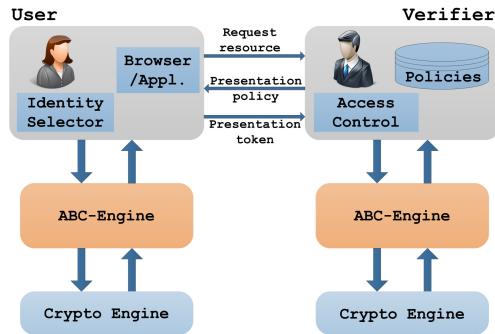 User
Verifier
Request
resource
Browser
/Appl.
Presentation
policy
Policies
Identity
Selector
Access
Control
Presentation
token
ABC-Engine
ABC-Engine
Crypto Engine
Crypto Engine